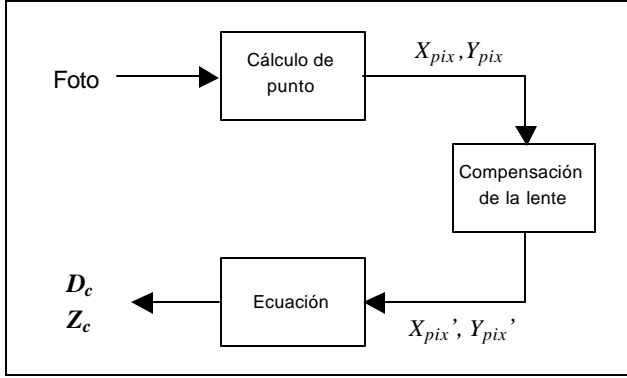 Foto
Cálculo de
punto
X_pix, Y_pix
Compensación
de la lente
X_pix', Y_pix'
Ecuación
D_c
Z_c